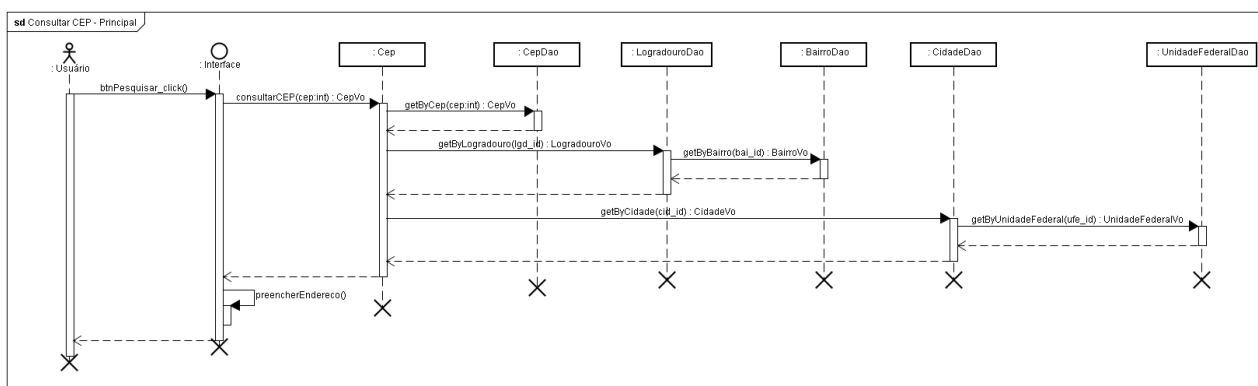 sd Consultar CEP - Principal
: Usuário
: Interface
: Cep
: CepDao
: LogradouroDao
: BairroDao
: CidadeDao
: UnidadeFederalDao
btnPesquisar_click()
consultarCEP(cep:int) : CepVo
getByCep(cep:int) : CepVo
getByLogradouro(lgd_id) : LogradouroVo
getByBairro(bai_id) : BairroVo
getByCidade(cid_id) : CidadeVo
getByUnidadeFederal(ufe_id) : UnidadeFederalVo
preencherEndereco()